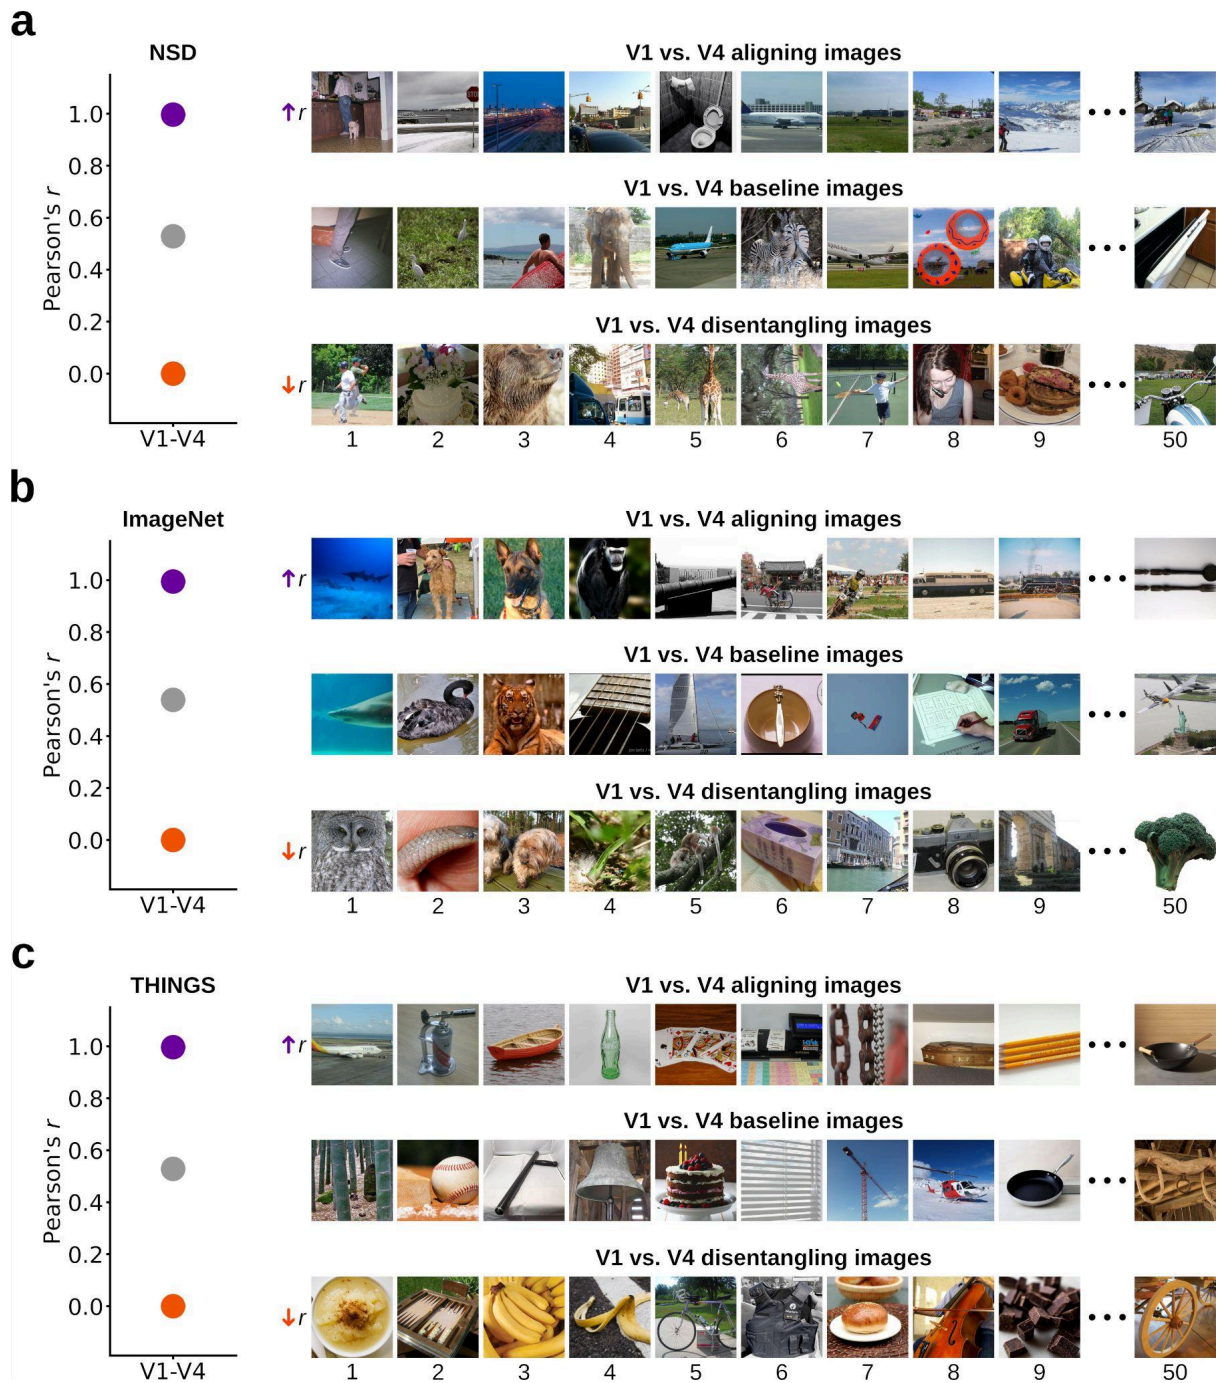 a
NSD
V1 vs. V4 aligning images
1.0
0.8
0.6
0.4
0.2
0.0
Pearson's r
V1-V4
↑r
STOP
•••
V1 vs. V4 baseline images
•••
V1 vs. V4 disentangling images
↓r
•••
1 2 3 4 5 6 7 8 9 50
b
ImageNet
V1 vs. V4 aligning images
1.0
0.8
0.6
0.4
0.2
0.0
Pearson's r
V1-V4
↑r
•••
V1 vs. V4 baseline images
•••
V1 vs. V4 disentangling images
↓r
•••
1 2 3 4 5 6 7 8 9 50
c
THINGS
V1 vs. V4 aligning images
1.0
0.8
0.6
0.4
0.2
0.0
Pearson's r
V1-V4
↑r
•••
V1 vs. V4 baseline images
•••
V1 vs. V4 disentangling images
↓r
•••
1 2 3 4 5 6 7 8 9 50